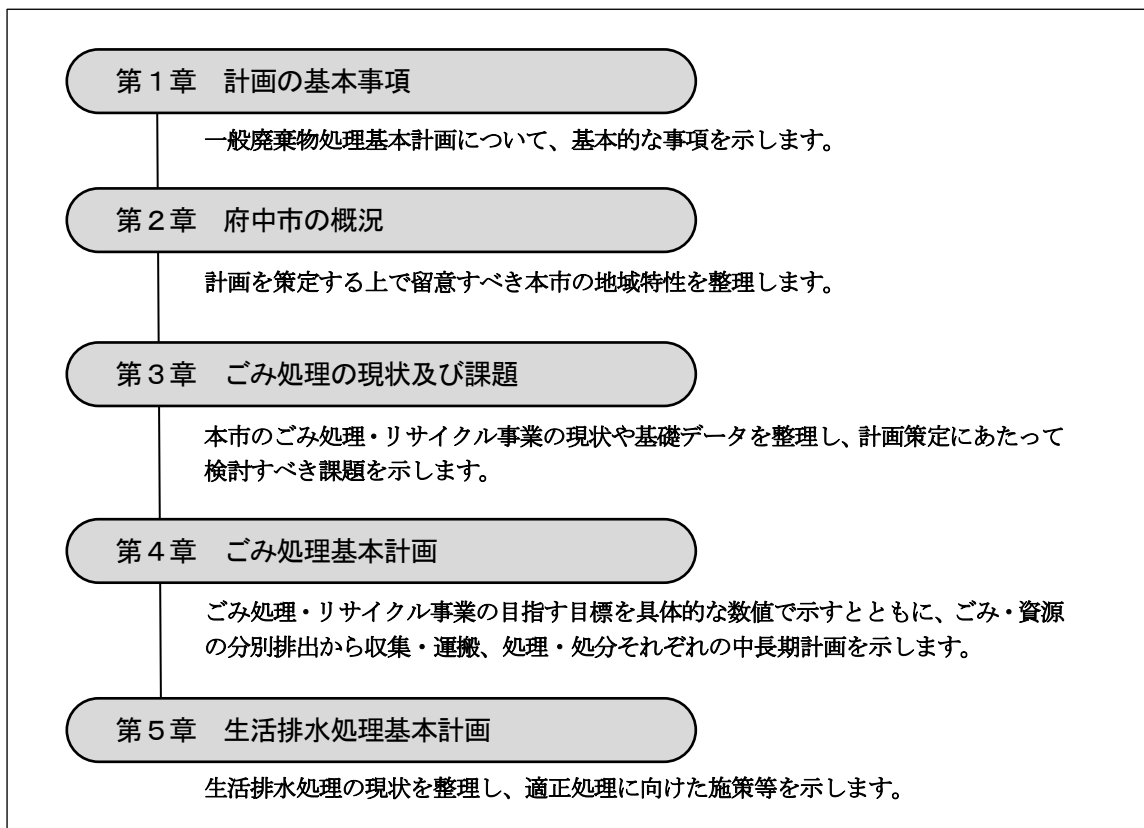 第１章　計画の基本事項
一般廃棄物処理基本計画について、基本的な事項を示します。
第２章　府中市の概況
計画を策定する上で留意すべき本市の地域特性を整理します。
第３章　ごみ処理の現状及び課題
本市のごみ処理・リサイクル事業の現状や基礎データを整理し、計画策定にあたって
検討すべき課題を示します。
第４章　ごみ処理基本計画
ごみ処理・リサイクル事業の目指す目標を具体的な数値で示すとともに、ごみ・資源
の分別排出から収集・運搬、処理・処分それぞれの中長期計画を示します。
第５章　生活排水処理基本計画
生活排水処理の現状を整理し、適正処理に向けた施策等を示します。